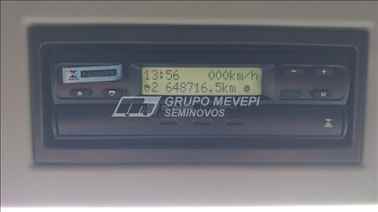 13:56 000km/h
2 648716.5km
GRUPO MEVEPI
SEMINOVOS